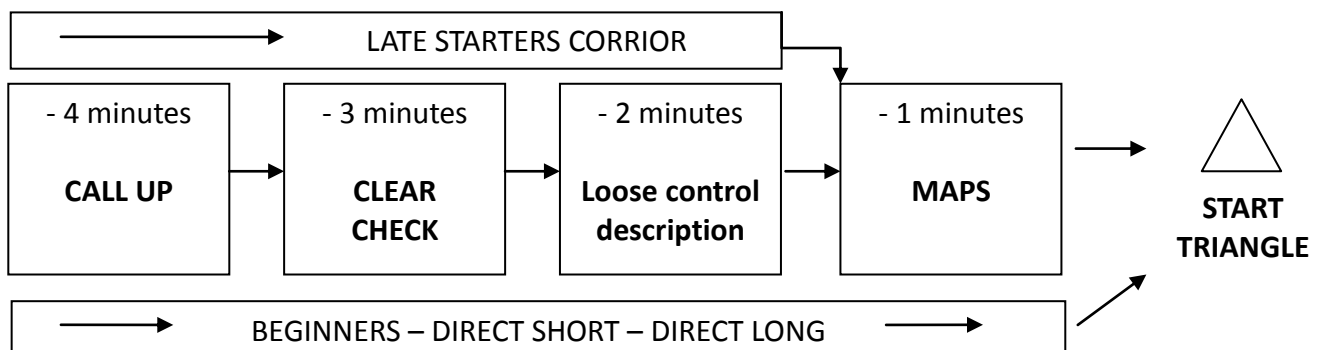 LATE STARTERS CORRIOR
- 4 minutes
CALL UP
- 3 minutes
CLEAR
CHECK
- 2 minutes
Loose control
description
- 1 minutes
MAPS
START
TRIANGLE
BEGINNERS – DIRECT SHORT – DIRECT LONG